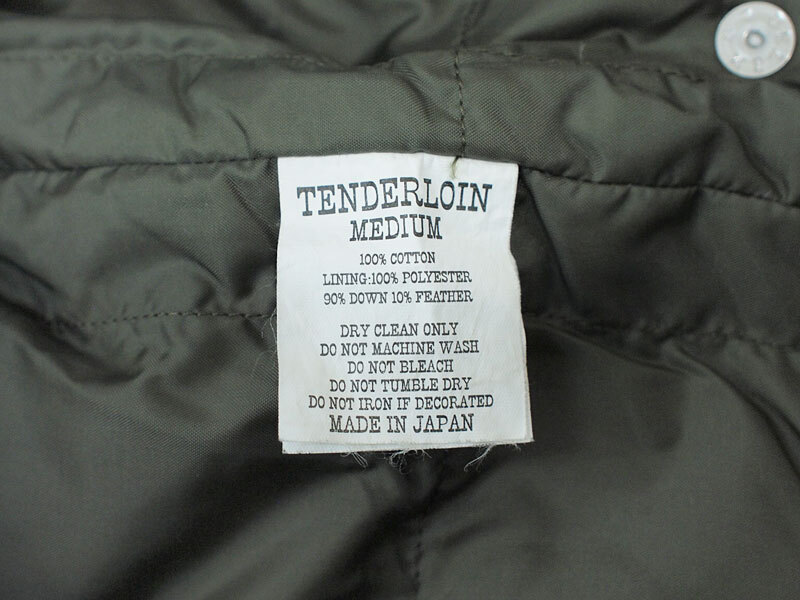 TENDERLOIN
MEDIUM
100% COTTON
LINING:100% POLYESTER
90% DOWN 10% FEATHER
DRY CLEAN ONLY
DO NOT MACHINE WASH
DO NOT BLEACH
DO NOT TUMBLE DRY
DO NOT IRON IF DECORATED
MADE IN JAPAN